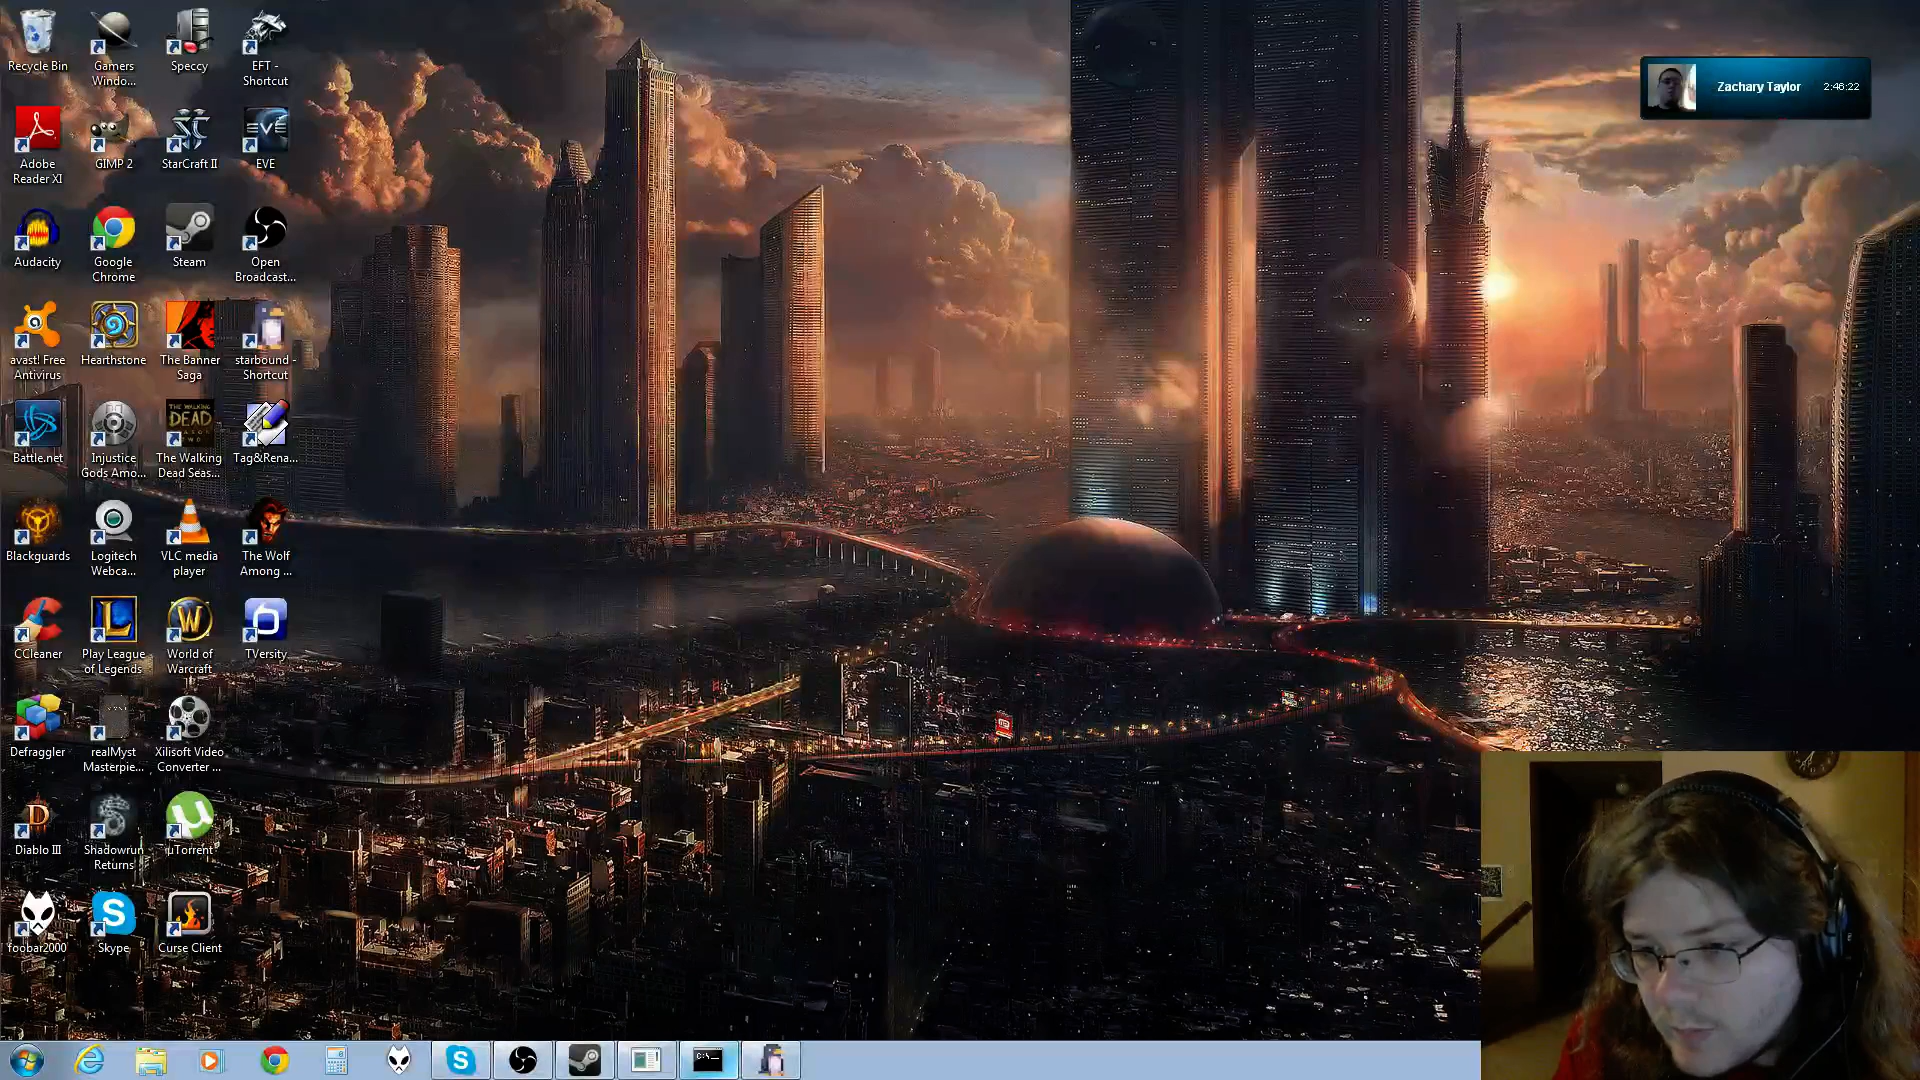 Recycle Bin
Gamers
Windo...
Speccy
EFT -
Shortcut
Adobe
Reader XI
GIMP 2
StarCraft II
EVE
EVE
Audacity
Google
Chrome
Steam
Open
Broadcast...
avast! Free
Antivirus
Hearthstone
The Banner
Saga
starbound -
Shortcut
THE WALKING
DEAD
Battle.net
Injustice
Gods Amo...
The Walking
Dead Seas...
Tag&Rena...
Blackguards
Logitech
Webca...
VLC media
player
The Wolf
Among ...
CCleaner
Play League
of Legends
World of
Warcraft
TVersity
Defraggler
realMyst
Masterpie...
Xilisoft Video
Converter ...
Diablo III
Shadowrun
Returns
uTorrent
foobar2000
Skype
Curse Client
Zachary Taylor
2:46:22
C:\_